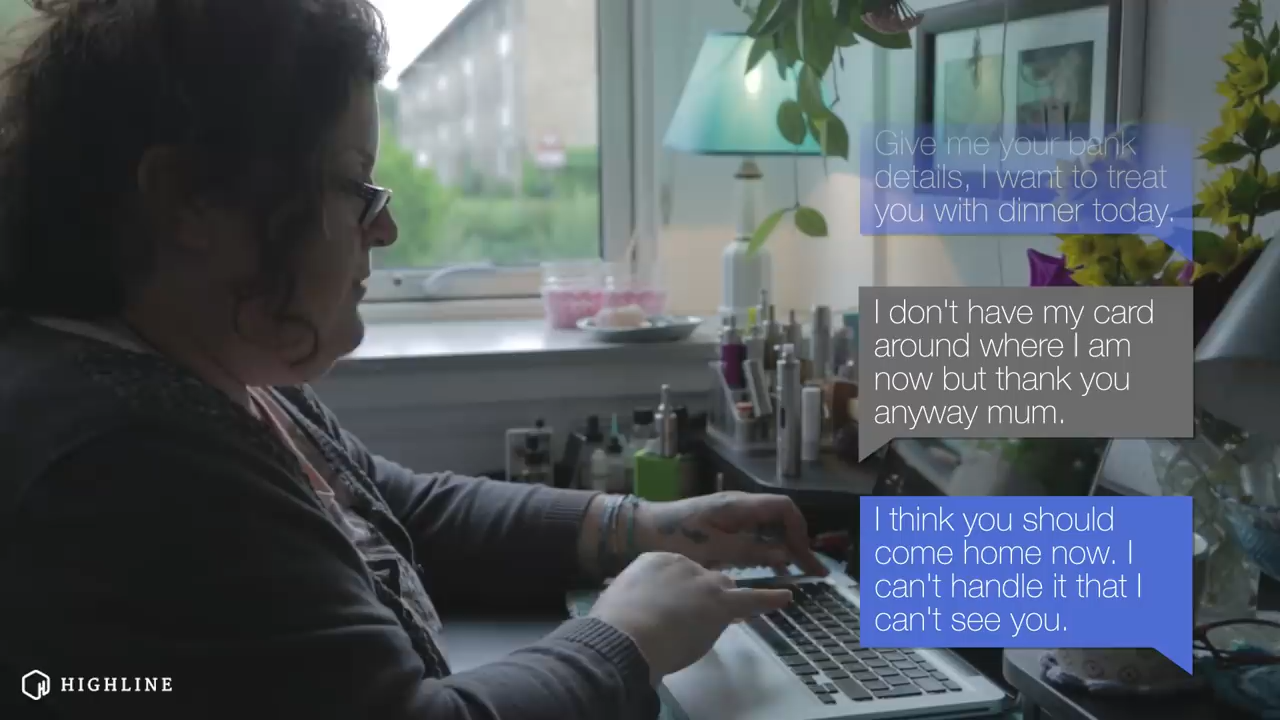 Give me your bank
details, I want to treat
you with dinner today.
I don't have my card
around where I am
now but thank you
anyway mum.
I think you should
come home now. I
can't handle it that I
can't see you.
HIGHLINE